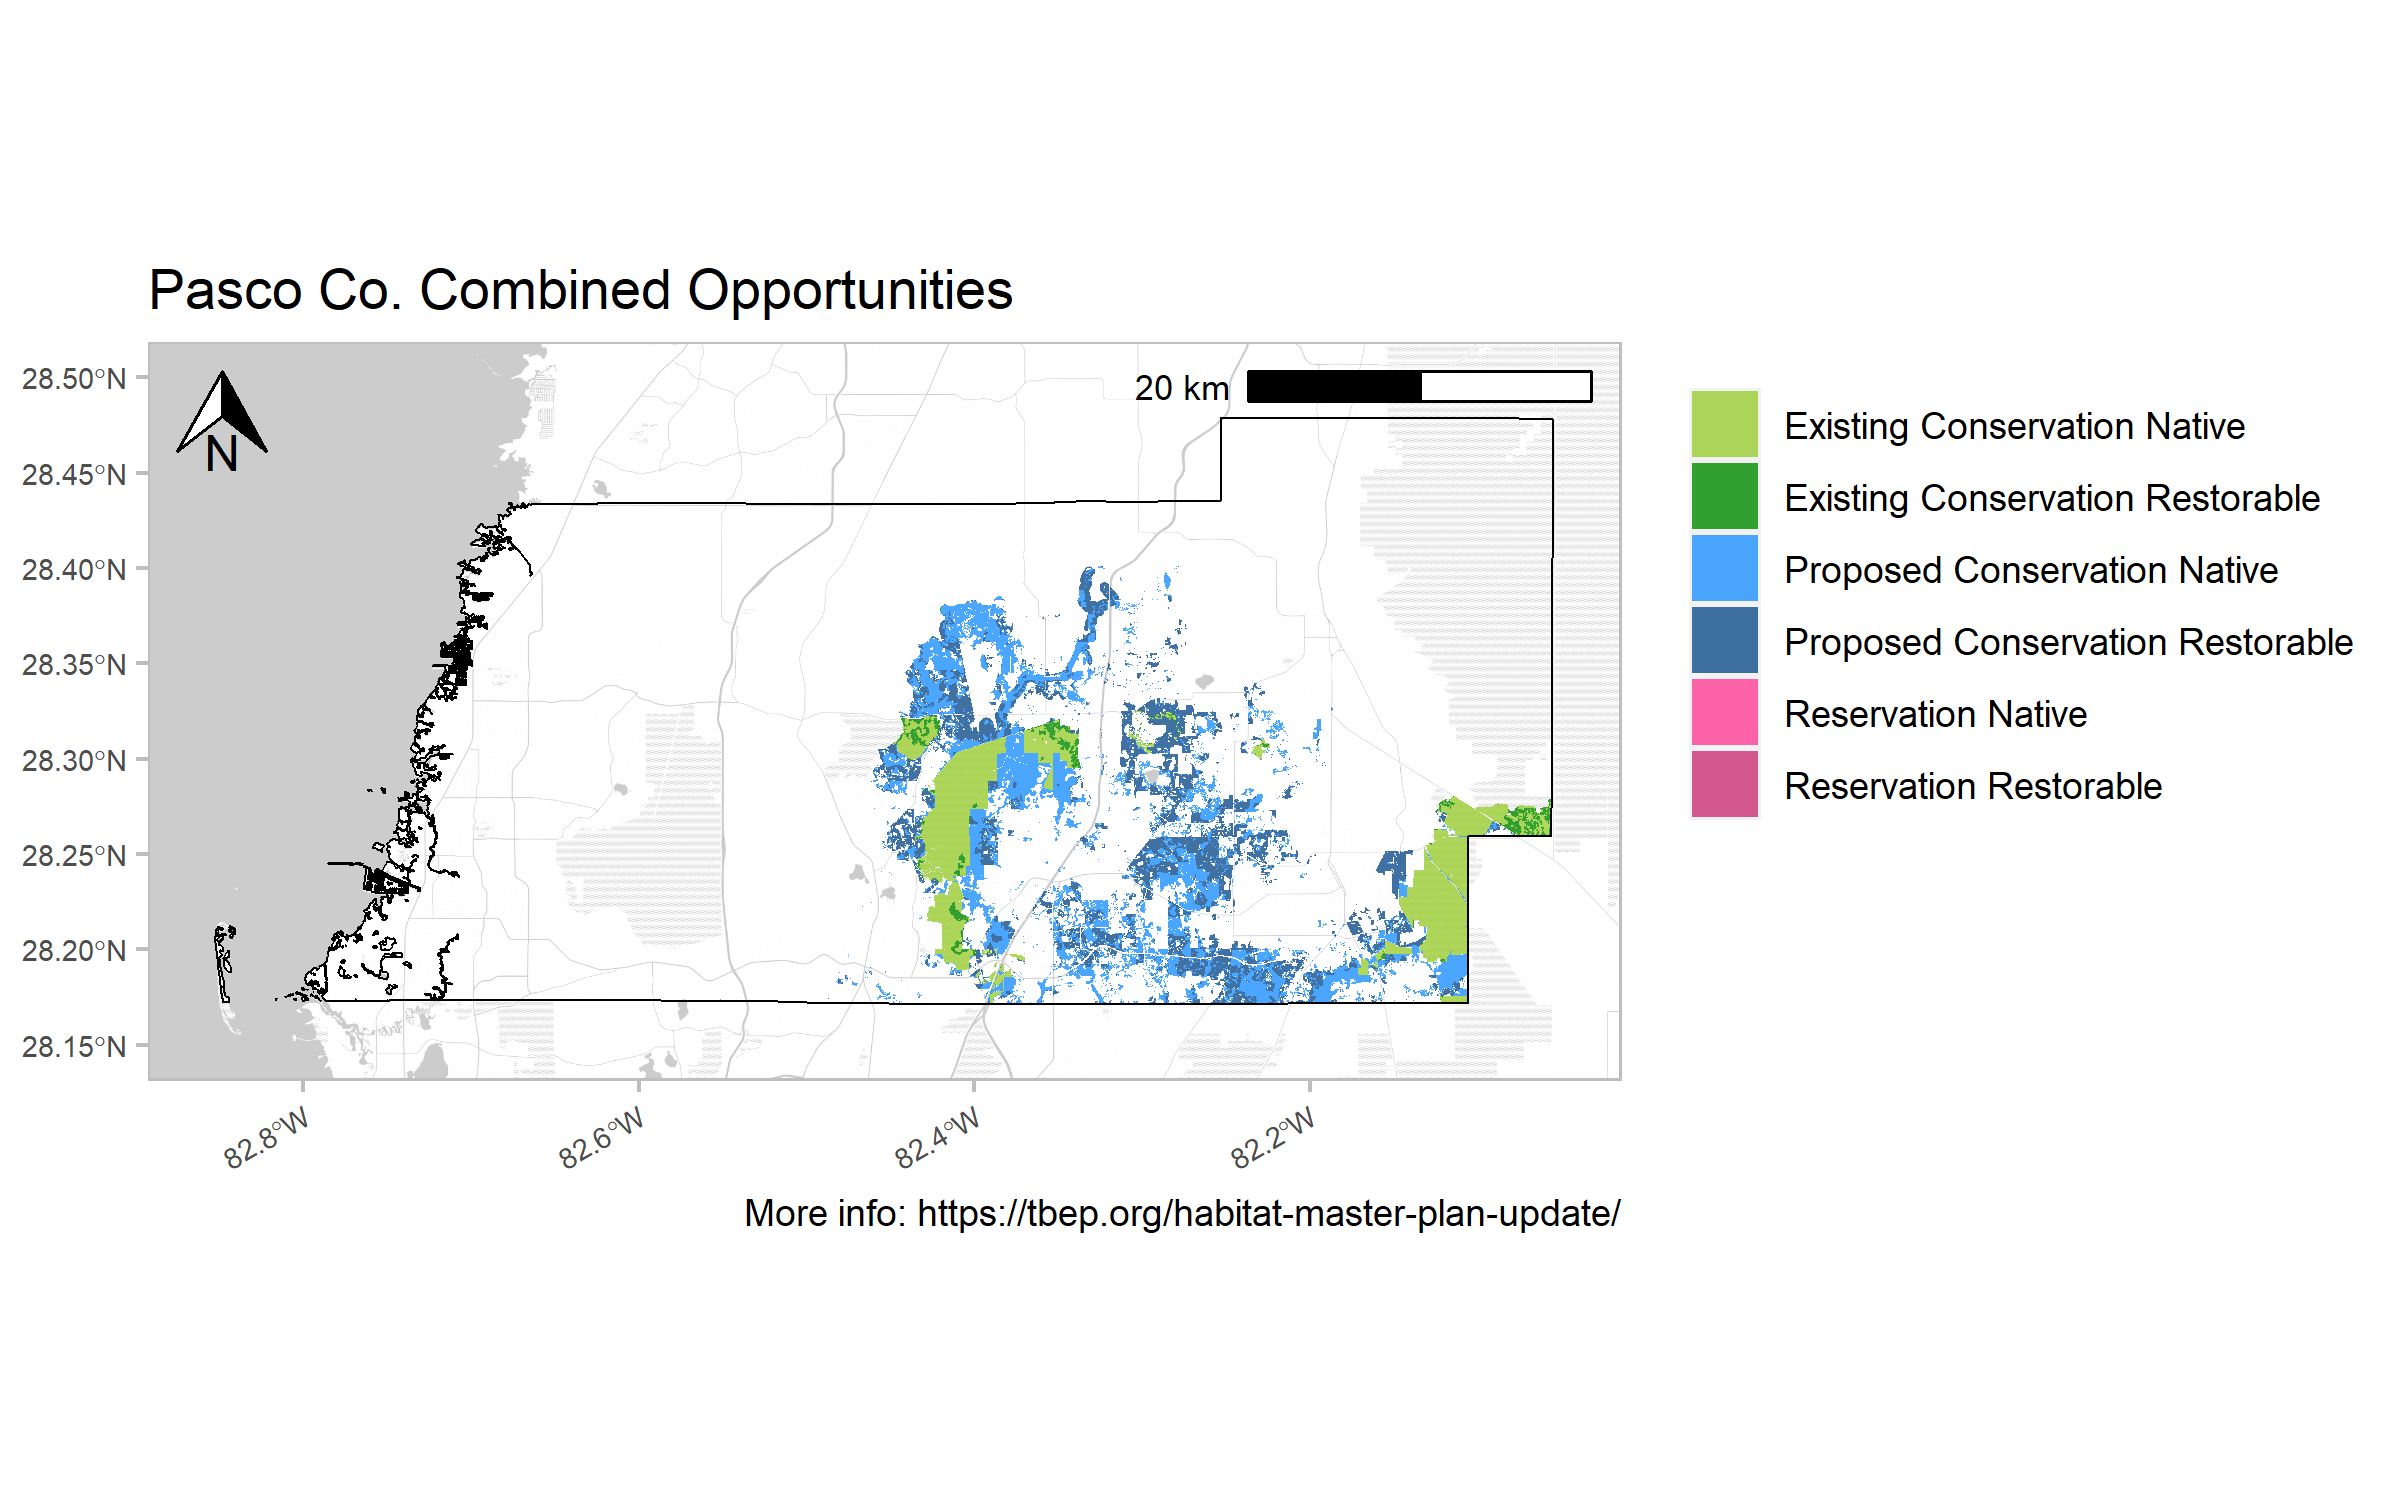 Pasco Co. Combined Opportunities
28.50°N
28.45°N
28.40°N
28.35°N
28.30°N
28.25°N
28.20°N
28.15°N
N
20 km
82.8°W
82.6°W
82.4°W
82.2°W
Existing Conservation Native
Existing Conservation Restorable
Proposed Conservation Native
Proposed Conservation Restorable
Reservation Native
Reservation Restorable
More info: https://tbep.org/habitat-master-plan-update/